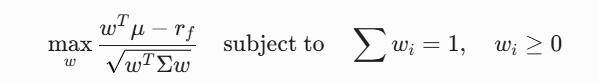 max_w (w^T μ − r_f) / √(w^T Σ w) subject to ∑ w_i = 1, w_i ≥ 0